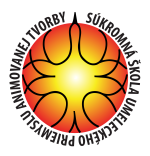 SÚKROMNÁ ŠKOLA UMELECKÉHO PRIEMYSLU ANIMOVANEJ TVORBY